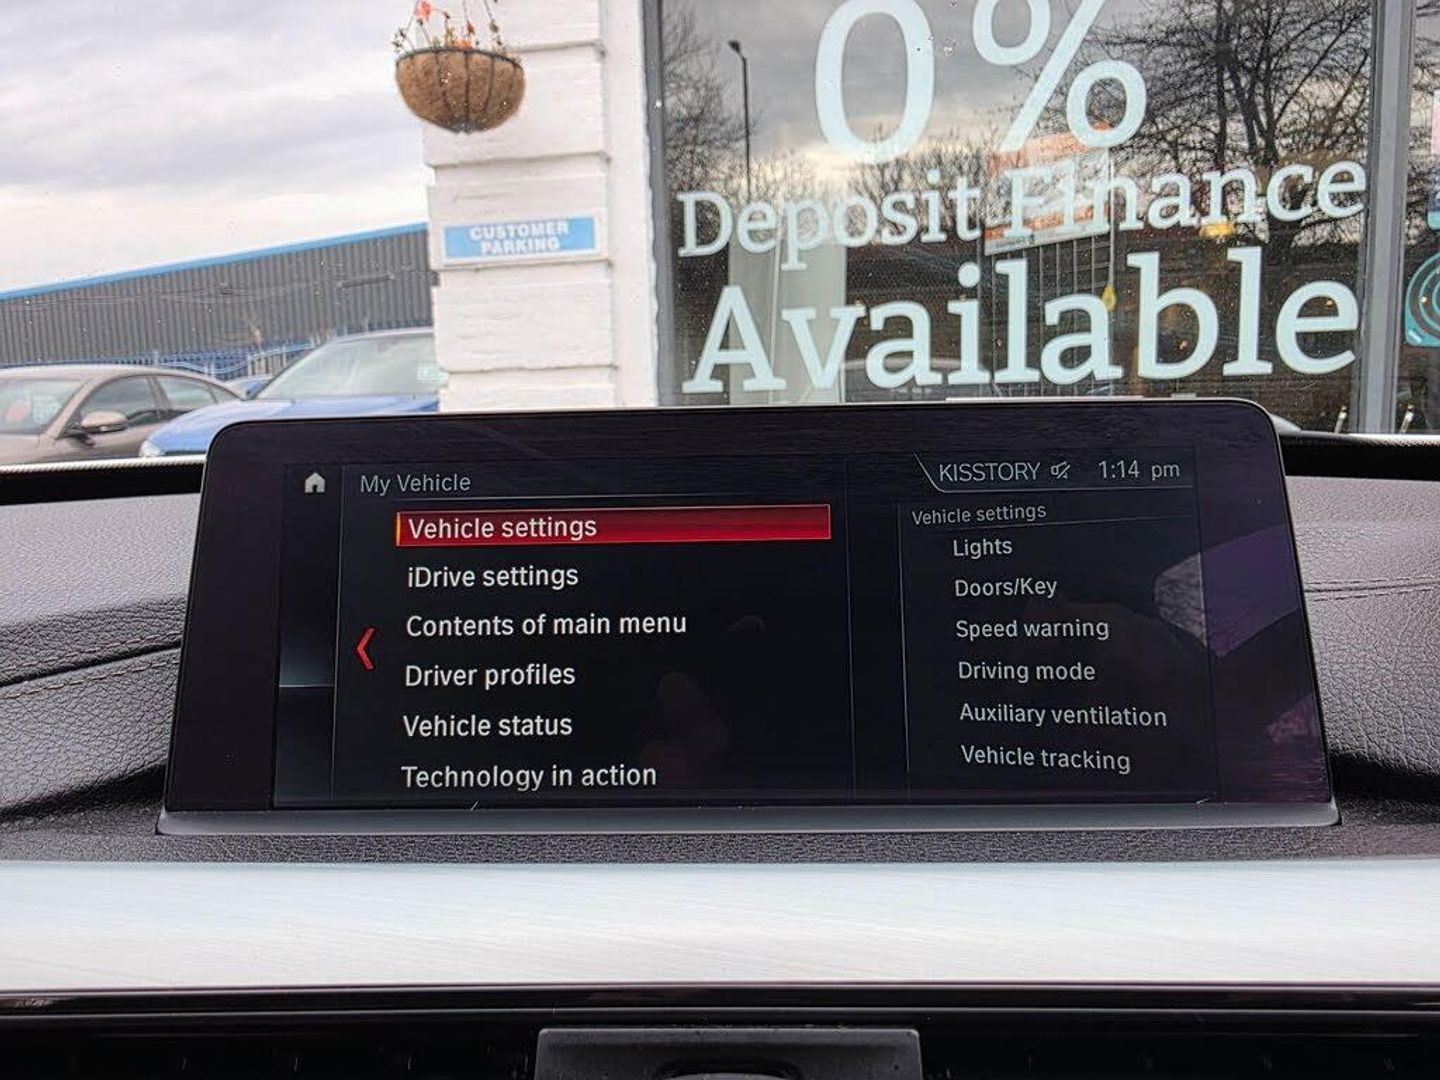 0%
Deposit Finance
Available
CUSTOMER
PARKING
My Vehicle
KISSTORY 1:14 pm
Vehicle settings
iDrive settings
Contents of main menu
Driver profiles
Vehicle status
Technology in action
Vehicle settings
Lights
Doors/Key
Speed warning
Driving mode
Auxiliary ventilation
Vehicle tracking